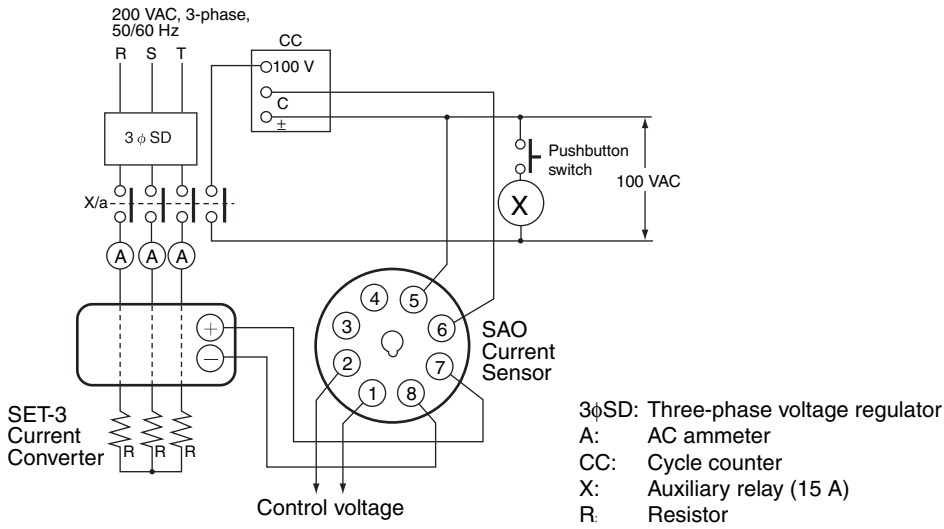 200 VAC, 3-phase,
50/60 Hz
R S T
CC
100 V
C
±
3 ϕ SD
Pushbutton
switch
100 VAC
X
X/a
A A A
+
−
4 5
3 6
2 7
1 8
SAO
Current
Sensor
SET-3
Current
Converter
R R R
Control voltage
3ϕSD: Three-phase voltage regulator
A: AC ammeter
CC: Cycle counter
X: Auxiliary relay (15 A)
R: Resistor